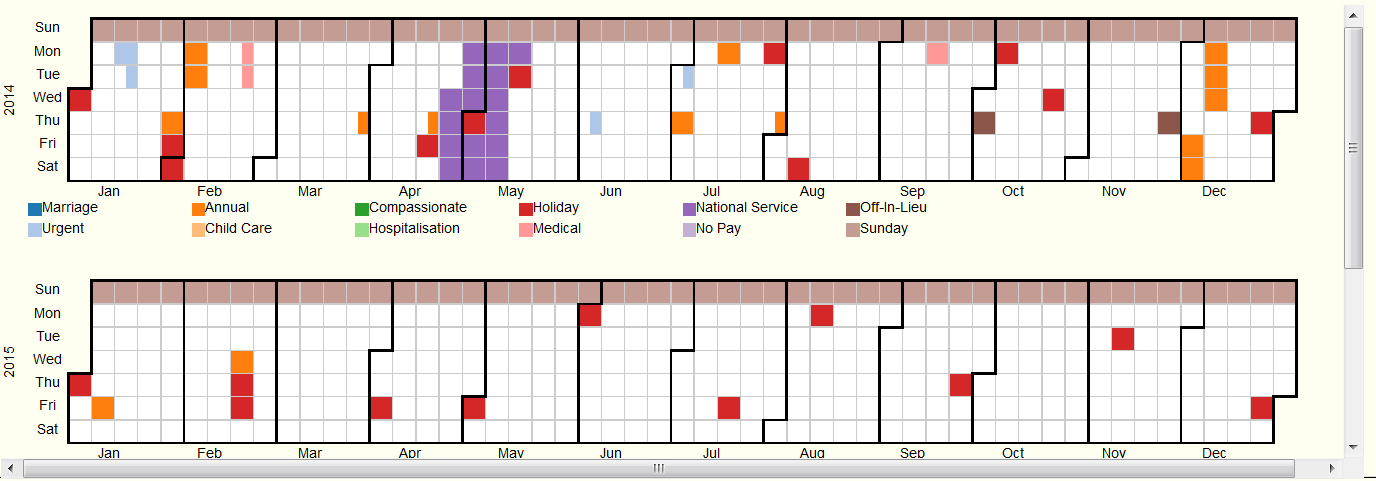 2014
Sun
Mon
Tue
Wed
Thu
Fri
Sat
Jan Feb Mar Apr May Jun Jul Aug Sep Oct Nov Dec
Marriage Annual Compassionate Holiday National Service Off-In-Lieu
Urgent Child Care Hospitalisation Medical No Pay Sunday
2015
Sun
Mon
Tue
Wed
Thu
Fri
Sat
Jan Feb Mar Apr May Jun Jul Aug Sep Oct Nov Dec